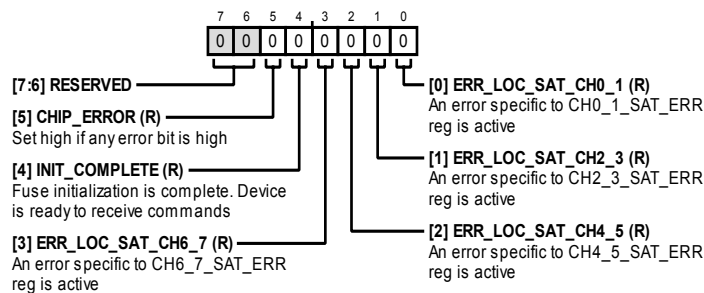 7 6 5 4 3 2 1 0
0 0 0 0 0 0 0 0
[7:6] RESERVED
[5] CHIP_ERROR (R)
Set high if any error bit is high
[4] INIT_COMPLETE (R)
Fuse initialization is complete. Device
is ready to receive commands
[3] ERR_LOC_SAT_CH6_7 (R)
An error specific to CH6_7_SAT_ERR
reg is active
[0] ERR_LOC_SAT_CH0_1 (R)
An error specific to CH0_1_SAT_ERR
reg is active
[1] ERR_LOC_SAT_CH2_3 (R)
An error specific to CH2_3_SAT_ERR
reg is active
[2] ERR_LOC_SAT_CH4_5 (R)
An error specific to CH4_5_SAT_ERR
reg is active